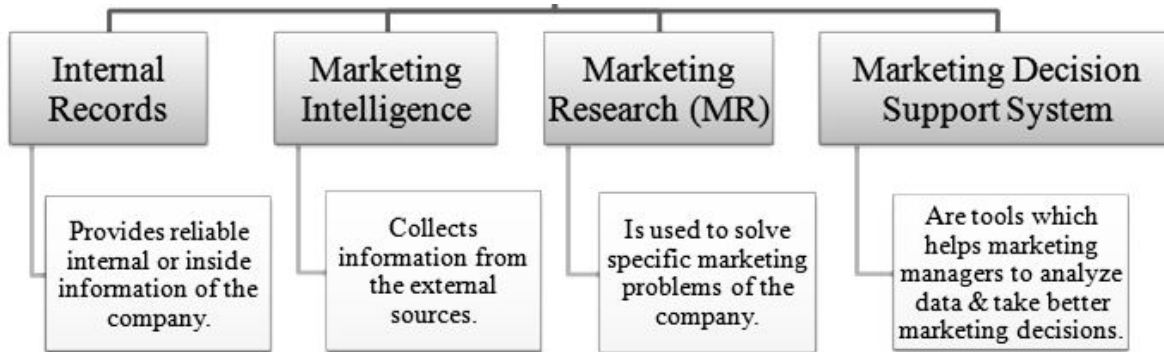 Internal
Records
Marketing
Intelligence
Marketing
Research (MR)
Marketing Decision
Support System
Provides reliable
internal or inside
information of the
company.
Collects
information from
the external
sources.
Is used to solve
specific marketing
problems of the
company.
Are tools which
helps marketing
managers to analyze
data & take better
marketing decisions.